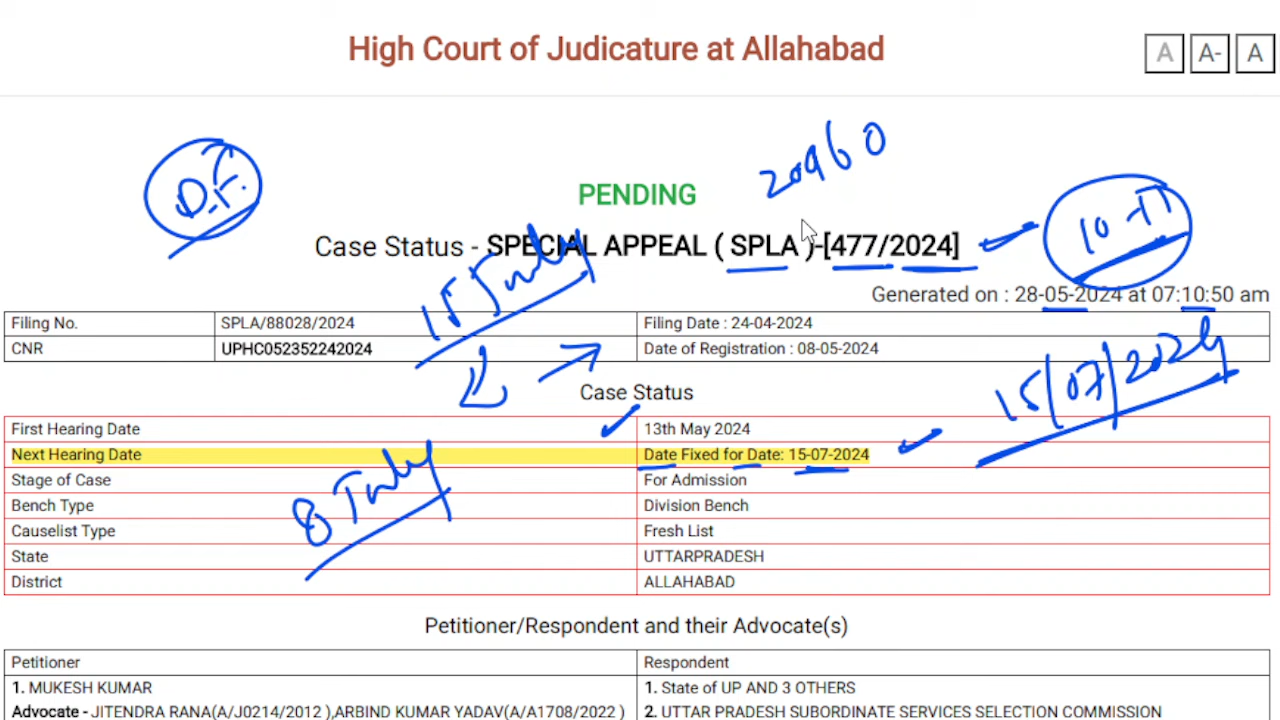 High Court of Judicature at Allahabad
A A- A
D.F.
20960
PENDING
Case Status - SPECIAL APPEAL ( SPLA )-[477/2024]
10-11
Generated on : 28-05-2024 at 07:10:50 am
15 July
Filing No. SPLA/88028/2024 Filing Date : 24-04-2024
CNR UPHC052352242024 Date of Registration : 08-05-2024
15/07/2024
Case Status
First Hearing Date 13th May 2024
Next Hearing Date Date Fixed for Date: 15-07-2024
8 July
Stage of Case For Admission
Bench Type Division Bench
Causelist Type Fresh List
State UTTARPRADESH
District ALLAHABAD
Petitioner/Respondent and their Advocate(s)
Petitioner Respondent
1. MUKESH KUMAR 1. State of UP AND 3 OTHERS
Advocate - JITENDRA RANA(A/J0214/2012 ),ARBIND KUMAR YADAV(A/A1708/2022 ) 2. UTTAR PRADESH SUBORDINATE SERVICES SELECTION COMMISSION